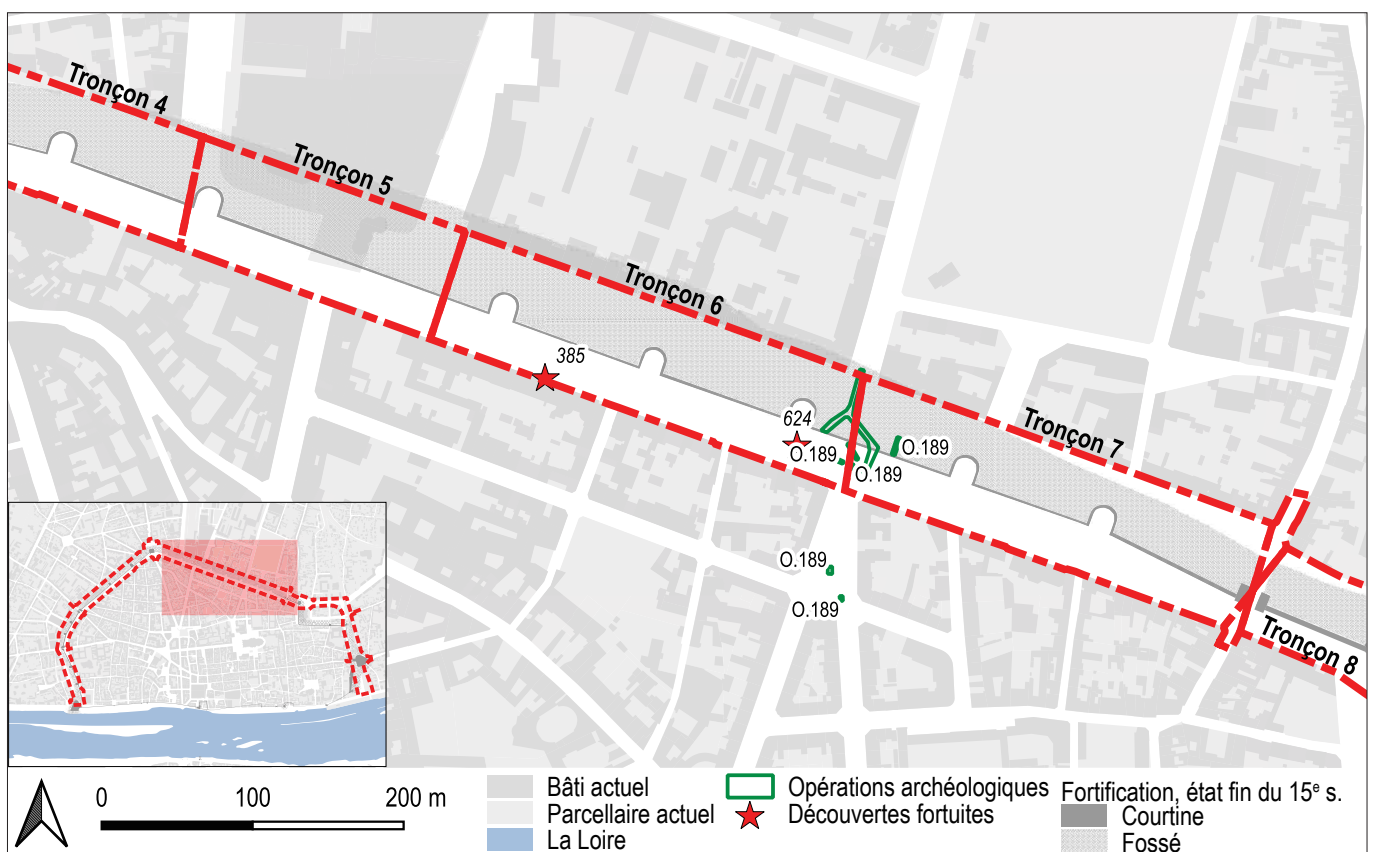 Tronçon 4
Tronçon 5
Tronçon 6
385
624
O.189
O.189
O.189
Tronçon 7
O.189
O.189
Tronçon 8
0 100 200 m
Bâti actuel
Parcellaire actuel
La Loire
Opérations archéologiques
Découvertes fortuites
Fortification, état fin du 15e s.
Courtine
Fossé